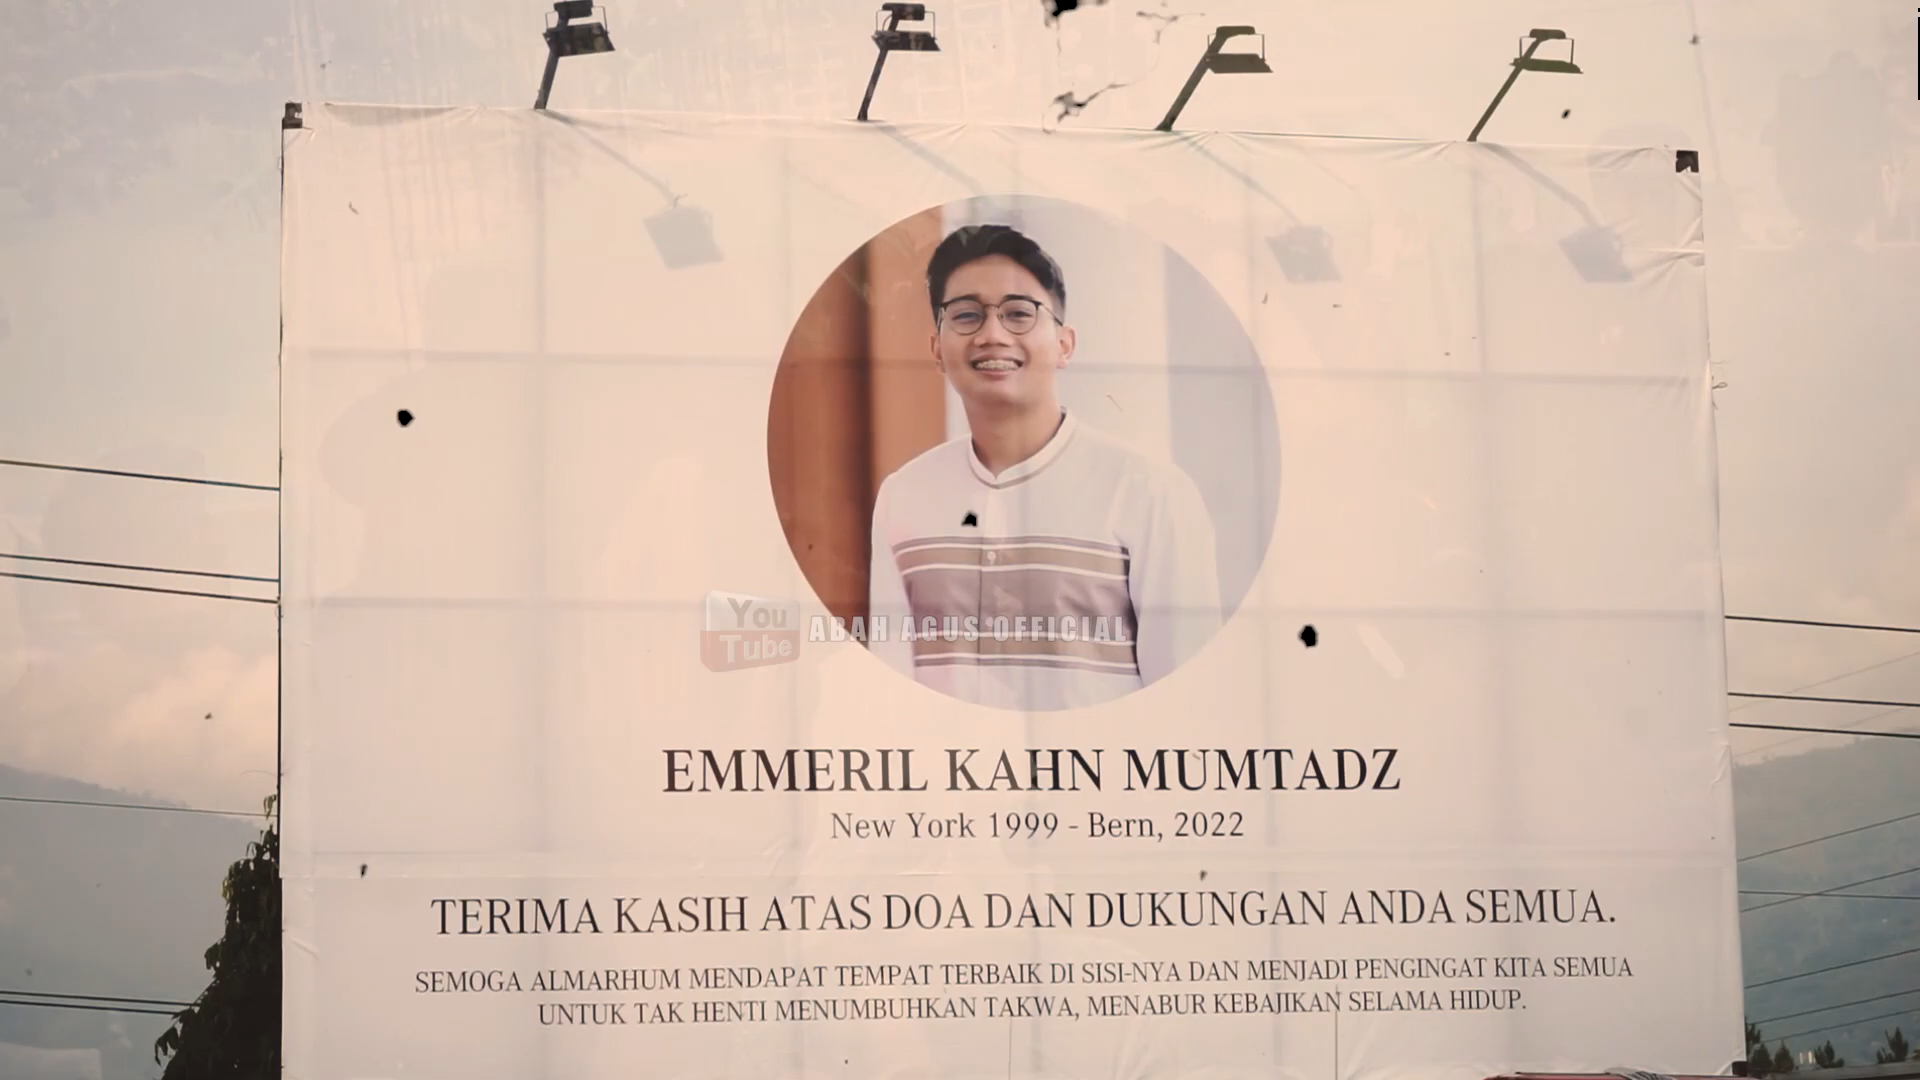 You
Tube
ABAH AGUS OFFICIAL
EMMERIL KAHN MUMTADZ
New York 1999 - Bern, 2022
TERIMA KASIH ATAS DOA DAN DUKUNGAN ANDA SEMUA.
SEMOGA ALMARHUM MENDAPAT TEMPAT TERBAIK DI SISI-NYA DAN MENJADI PENGINGAT KITA SEMUA
UNTUK TAK HENTI MENUMBUHKAN TAKWA, MENABUR KEBAJIKAN SELAMA HIDUP.